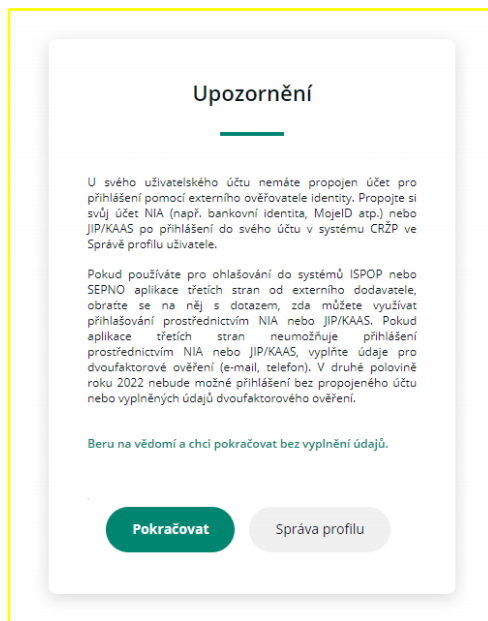 Upozornění
U svého uživatelského účtu nemáte propojen účet pro
přihlášení pomocí externího ověřovatele identity. Propojte si
svůj účet NIA (např. bankovní identita, MojeID atp.) nebo
JIP/KAAS po přihlášení do svého účtu v systému CRŽP ve
Správě profilu uživatele.
Pokud používáte pro ohlašování do systémů ISPOP nebo
SEPNO aplikace třetích stran od externího dodavatele,
obraťte se na něj s dotazem, zda můžete využívat
přihlašování prostřednictvím NIA nebo JIP/KAAS. Pokud
aplikace třetích stran neumožňuje přihlášení
prostřednictvím NIA nebo JIP/KAAS, vyplňte údaje pro
dvoufaktorové ověření (e-mail, telefon). V druhé polovině
roku 2022 nebude možné přihlášení bez propojeného účtu
nebo vyplněných údajů dvoufaktorového ověření.
Beru na vědomí a chci pokračovat bez vyplnění údajů.
Pokračovat Správa profilu